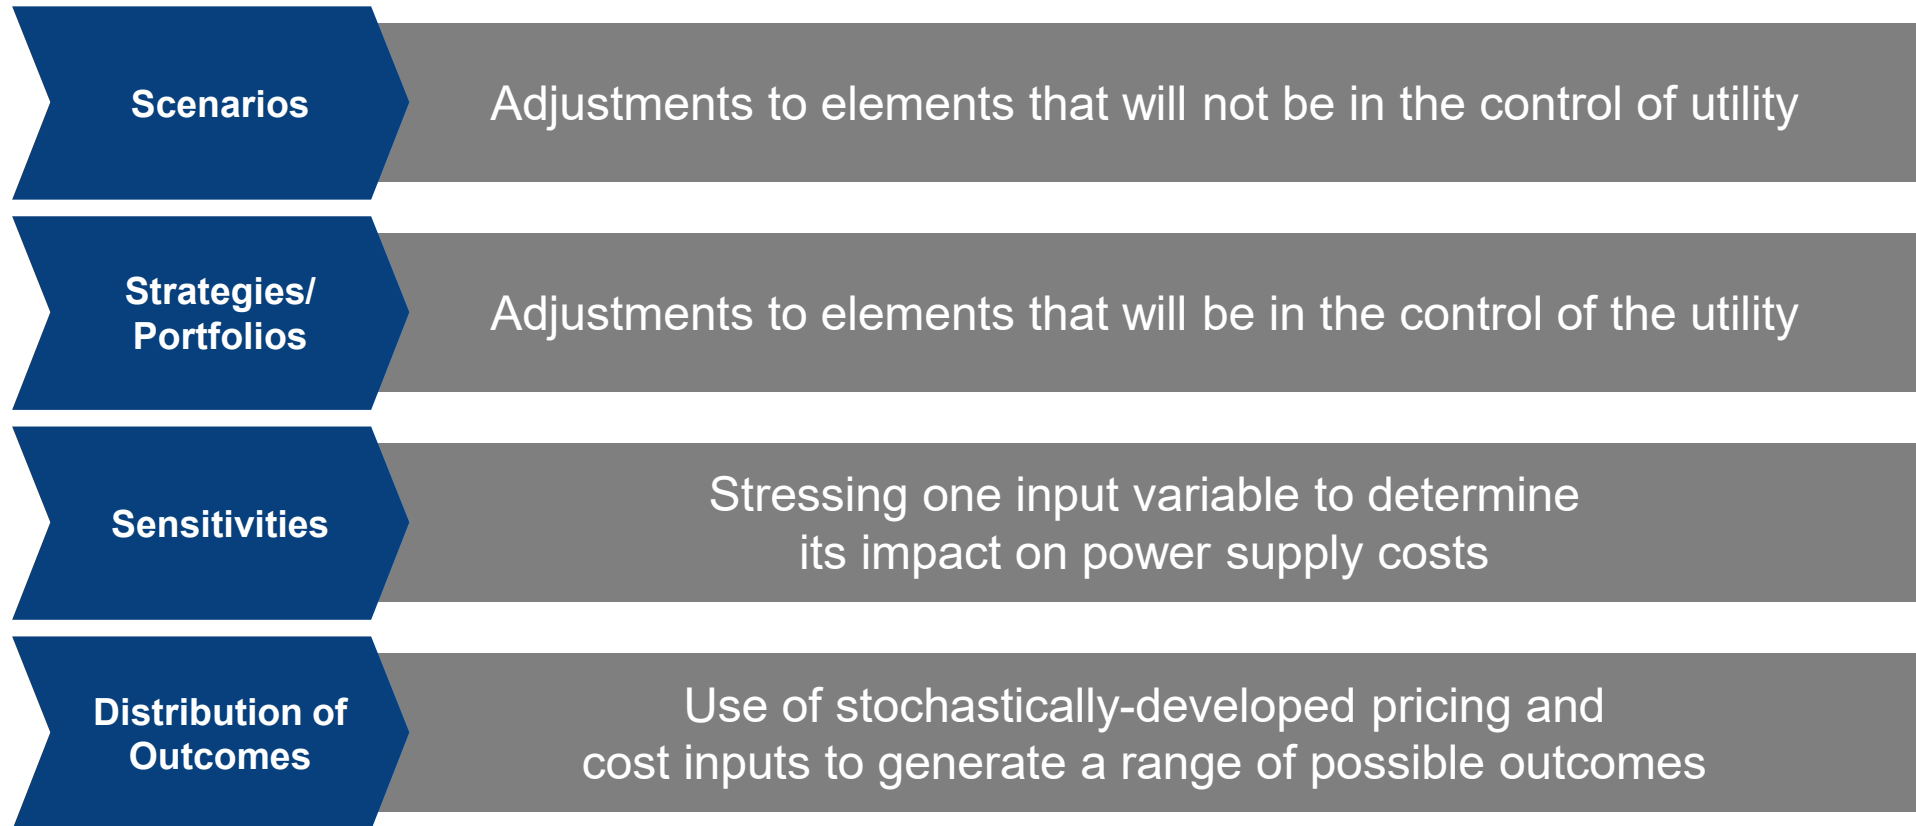 Scenarios
Adjustments to elements that will not be in the control of utility
Strategies/
Portfolios
Adjustments to elements that will be in the control of the utility
Sensitivities
Stressing one input variable to determine
its impact on power supply costs
Distribution of
Outcomes
Use of stochastically-developed pricing and
cost inputs to generate a range of possible outcomes